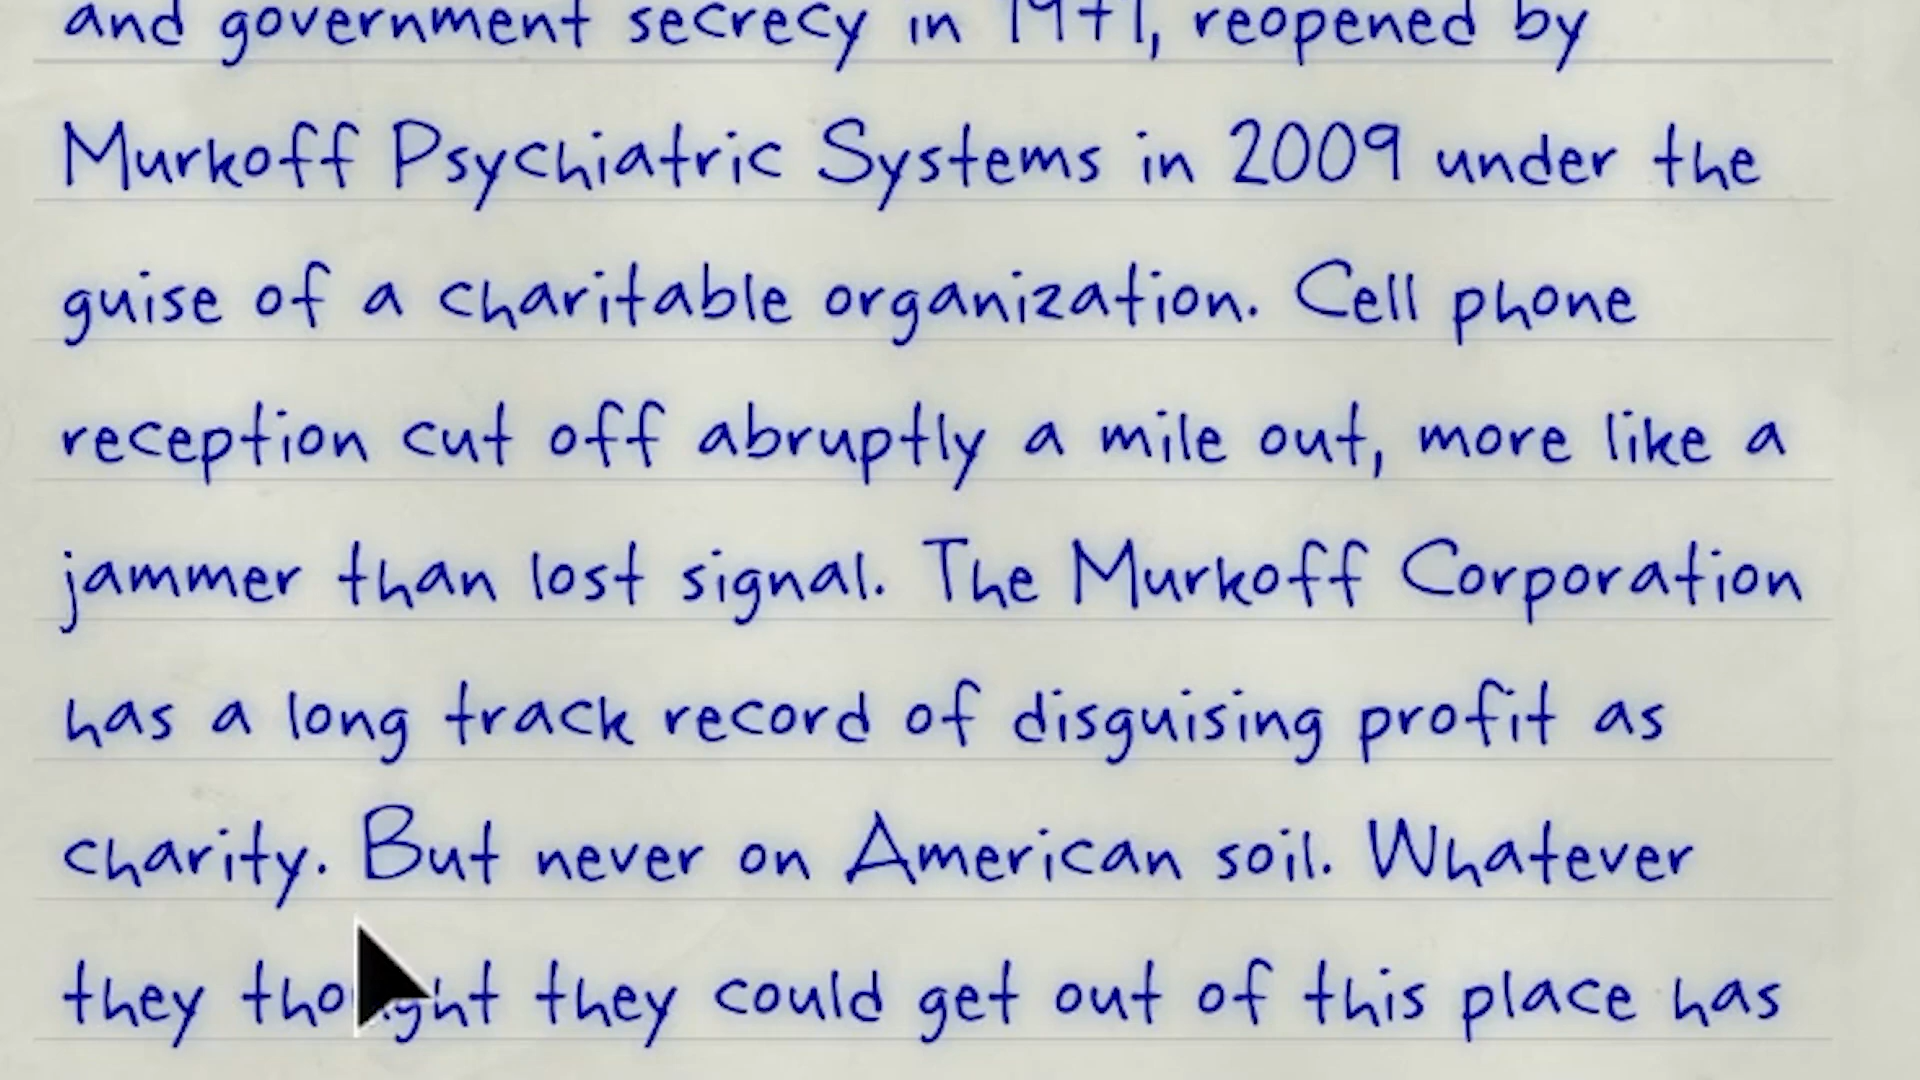 and government secrecy in 1971, reopened by
Murkoff Psychiatric Systems in 2009 under the
guise of a charitable organization. Cell phone
reception cut off abruptly a mile out, more like a
jammer than lost signal. The Murkoff Corporation
has a long track record of disguising profit as
charity. But never on American soil. Whatever
they thought they could get out of this place has